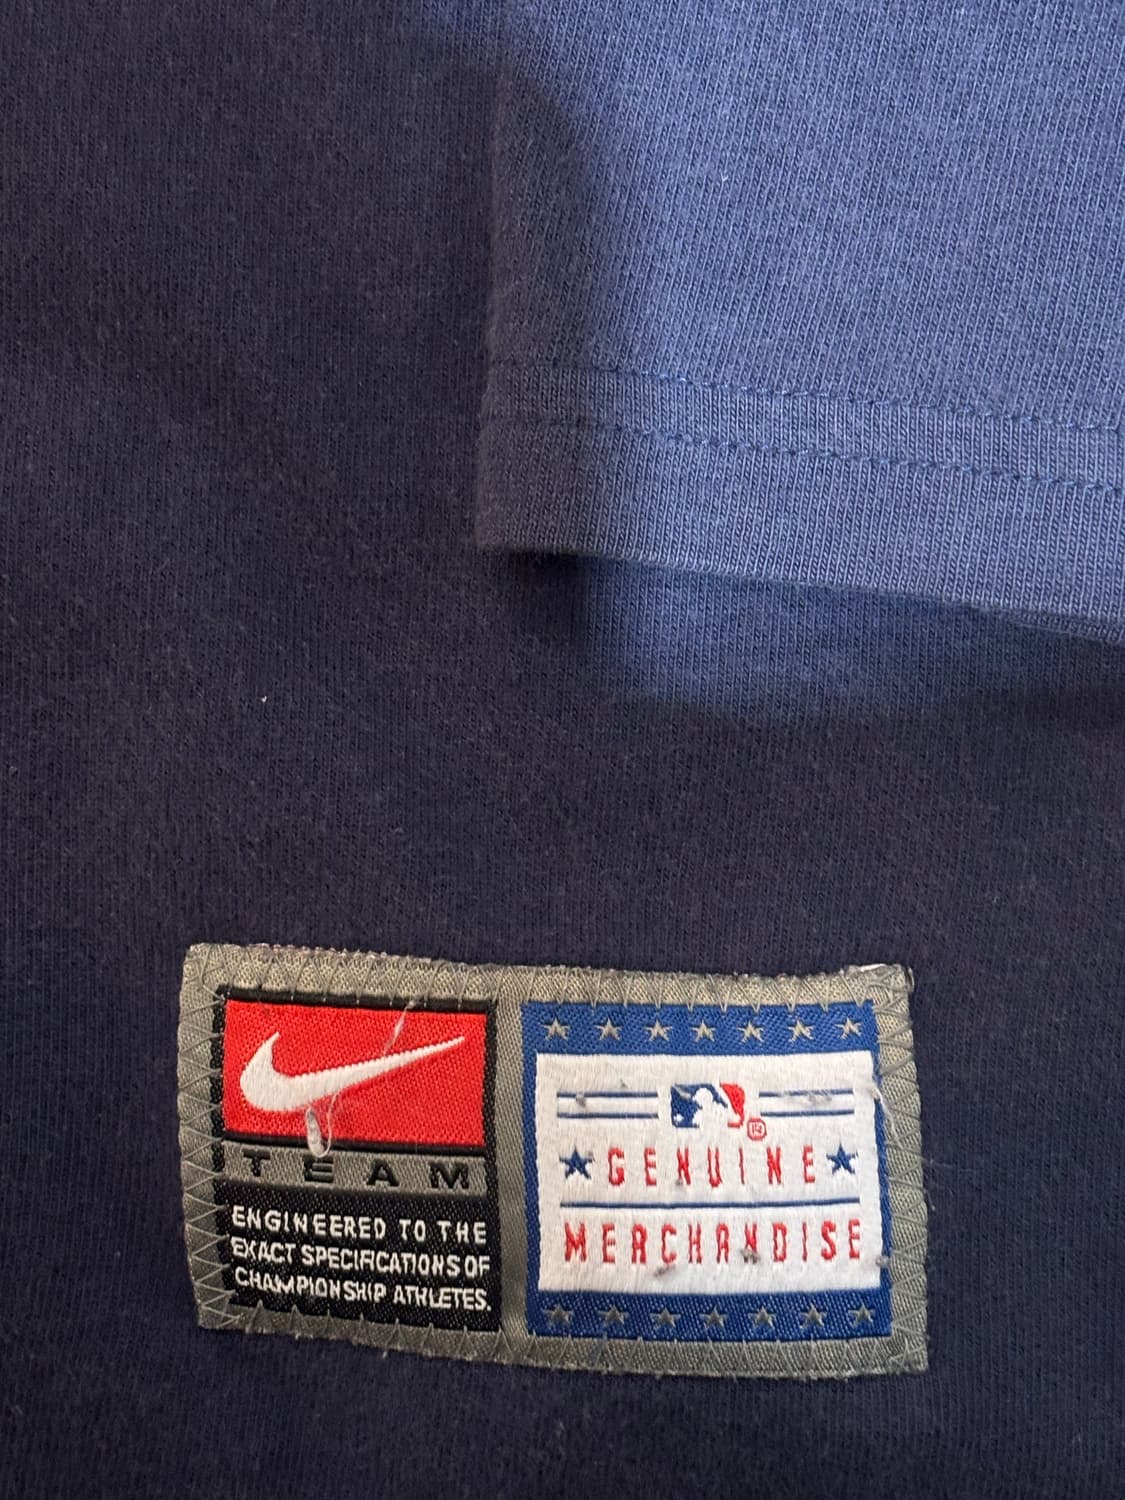 TEAM
ENGINEERED TO THE
EXACT SPECIFICATIONS OF
CHAMPIONSHIP ATHLETES.
®
GENUINE
MERCHANDISE